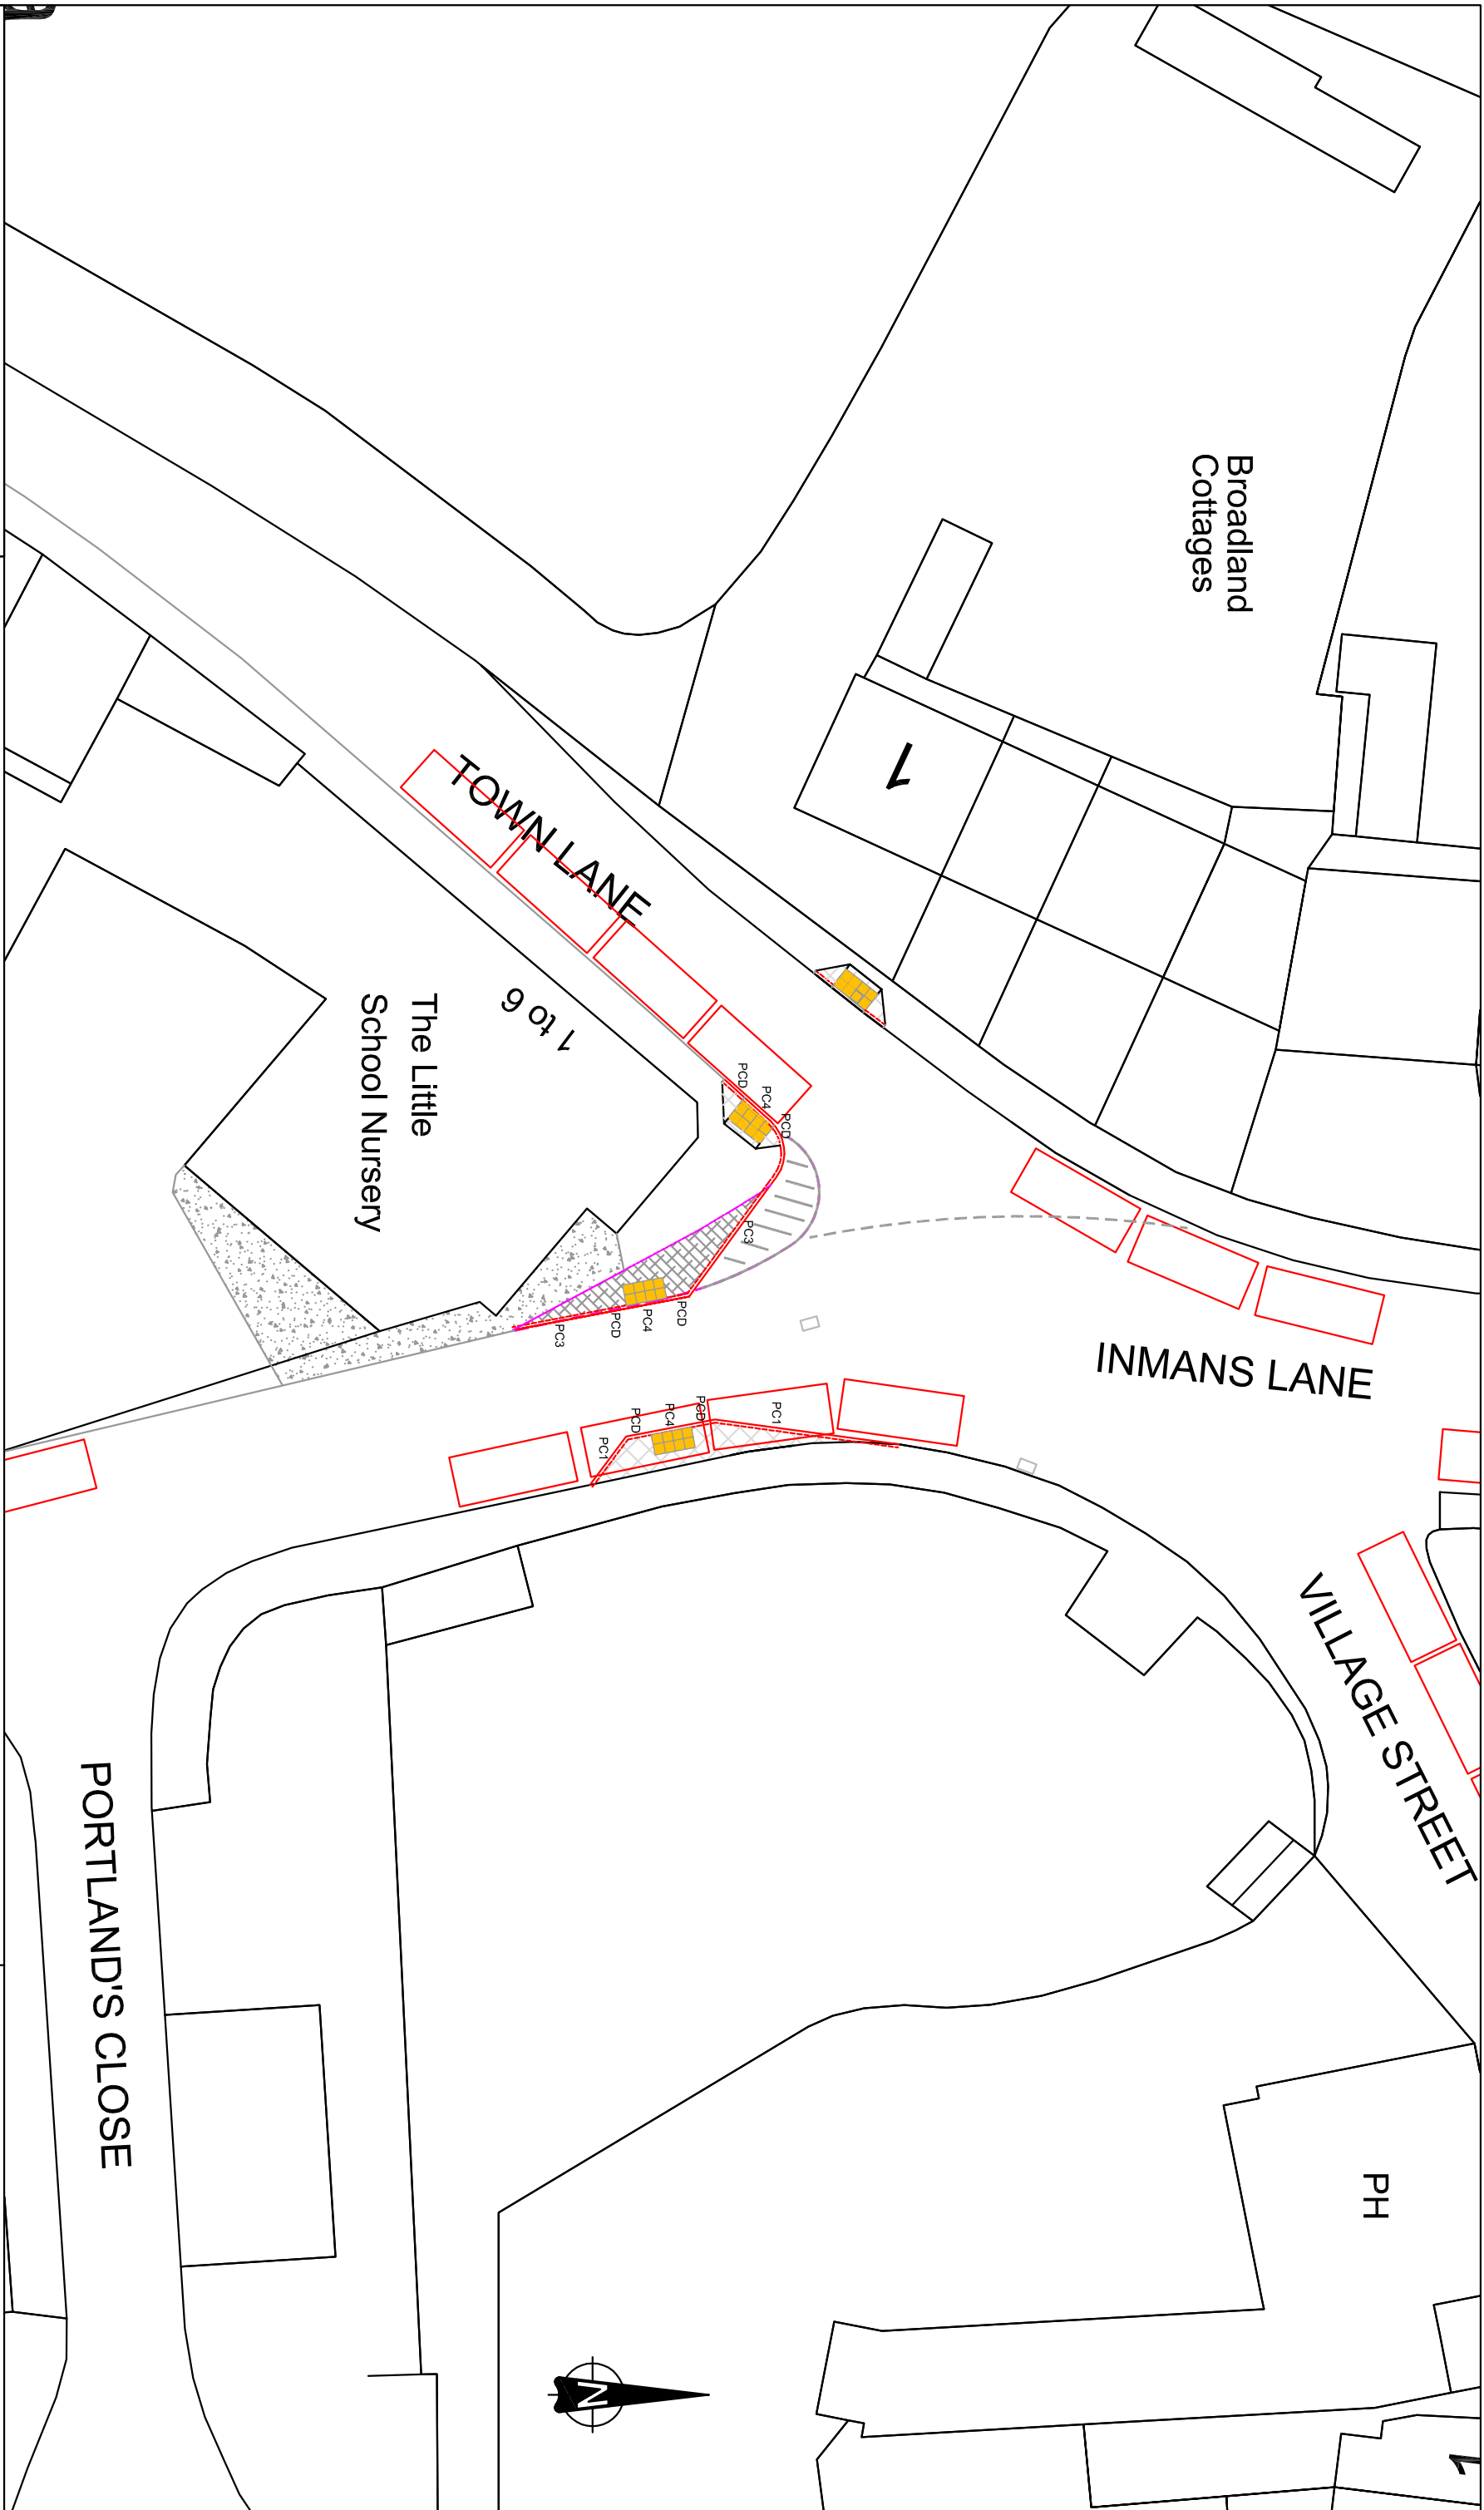 Broadland
Cottages
1
TOWN LANE
1 to 6
The Little
School Nursery
PCD
PC4
PCD
PC3
PCD
PC4
PCD
PC3
INMANS LANE
PC1
PCD
PC4
PCD
PC1
VILLAGE STREET
PORTLAND'S CLOSE
PH
N